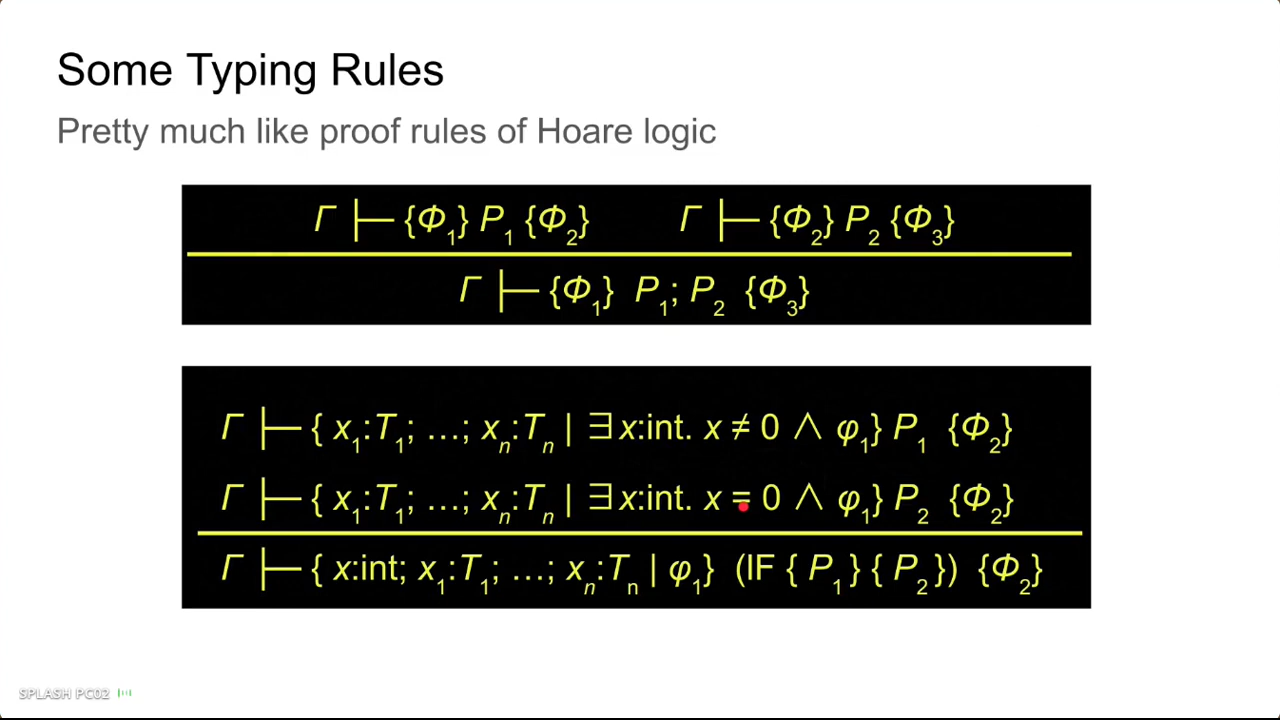 Some Typing Rules
Pretty much like proof rules of Hoare logic
Γ ├─ {Φ₁} P₁ {Φ₂} Γ ├─ {Φ₂} P₂ {Φ₃}
Γ ├─ {Φ₁} P₁; P₂ {Φ₃}
Γ ├─ { x₁:T₁; …; xₙ:Tₙ | ∃x:int. x ≠ 0 ∧ φ₁} P₁ {Φ₂}
Γ ├─ { x₁:T₁; …; xₙ:Tₙ | ∃x:int. x = 0 ∧ φ₁} P₂ {Φ₂}
Γ ├─ { x:int; x₁:T₁; …; xₙ:Tₙ | φ₁} (IF { P₁ } { P₂ }) {Φ₂}
SPLASH PC02